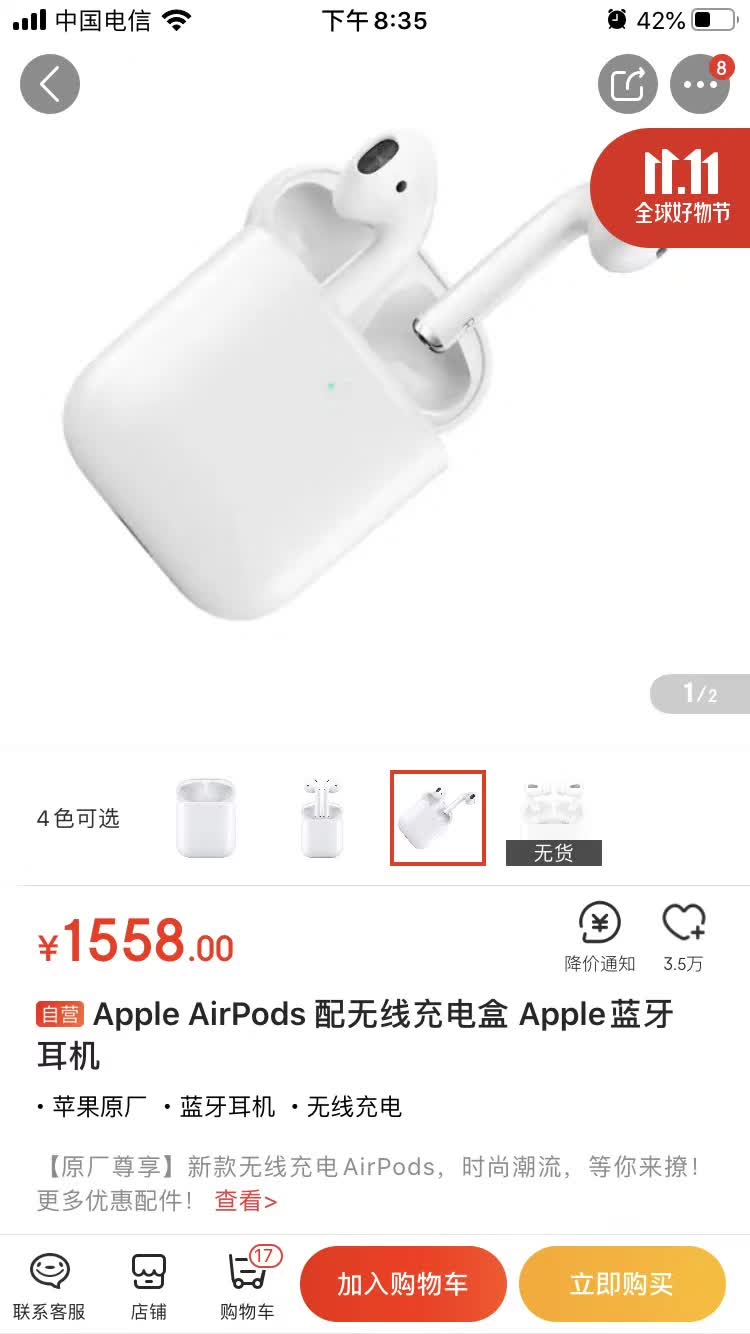 中国电信
下午8:35
42%
8
11.11
全球好物节
1/2
4色可选
无货
¥1558.00
降价通知
3.5万
自营 Apple AirPods 配无线充电盒 Apple蓝牙
耳机
·苹果原厂 ·蓝牙耳机 ·无线充电
【原厂尊享】新款无线充电AirPods，时尚潮流，等你来撩！
更多优惠配件！ 查看>
联系客服
店铺
17
购物车
加入购物车
立即购买